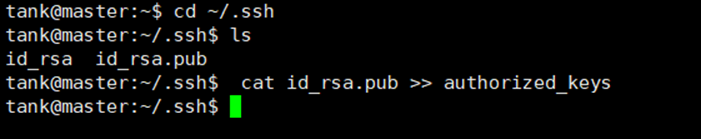 tank@master:~$ cd ~/.ssh
tank@master:~/.ssh$ ls
id_rsa  id_rsa.pub
tank@master:~/.ssh$  cat id_rsa.pub >> authorized_keys
tank@master:~/.ssh$